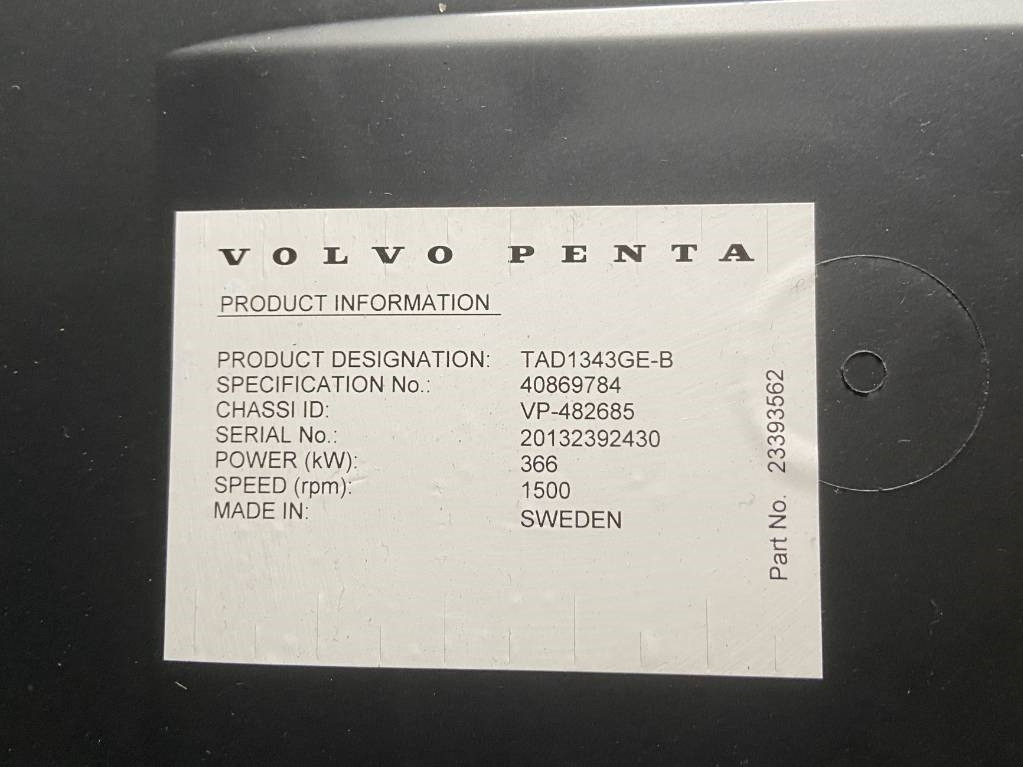 VOLVO PENTA
PRODUCT INFORMATION
PRODUCT DESIGNATION: TAD1343GE-B
SPECIFICATION No.: 40869784
CHASSI ID: VP-482685
SERIAL No.: 20132392430
POWER (kW): 366
SPEED (rpm): 1500
MADE IN: SWEDEN
Part No. 23393562